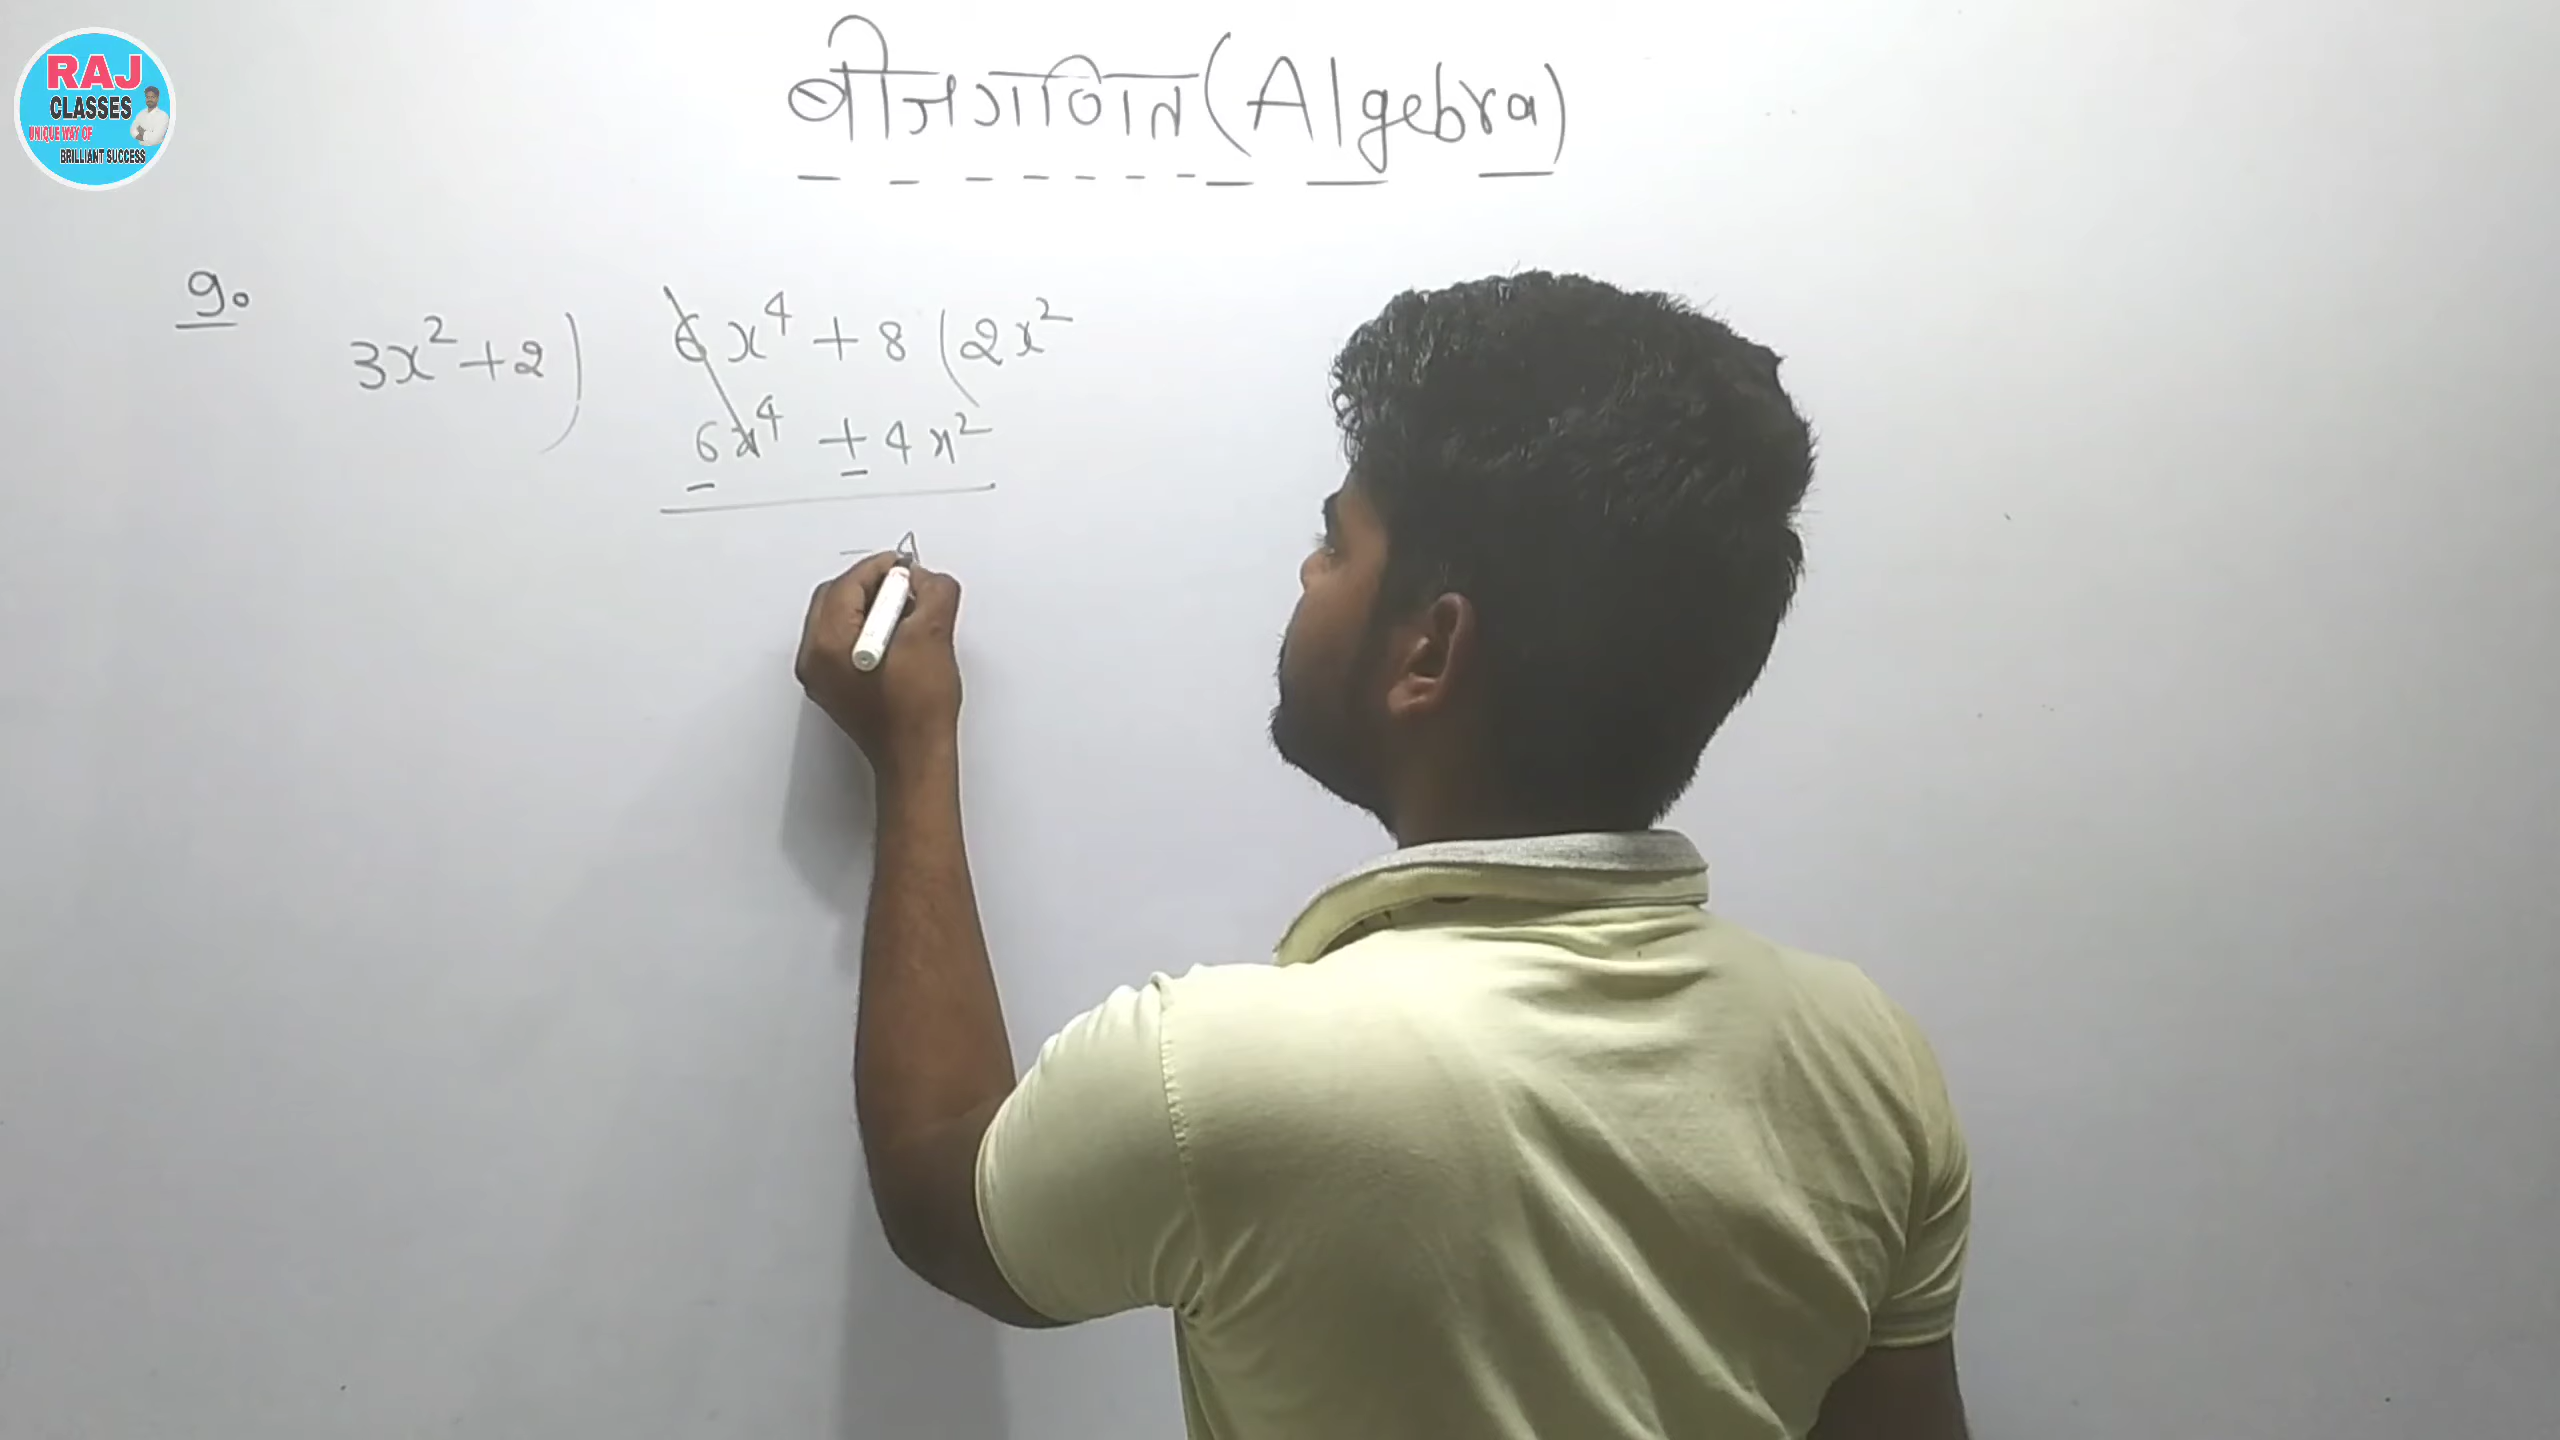 RAJ
CLASSES
UNIQUE WAY OF
BRILLIANT SUCCESS
बीजगणित (Algebra)
9.
3x²+2) 6x⁴ + 8 (2x²
6x⁴ ± 4x²
- 4